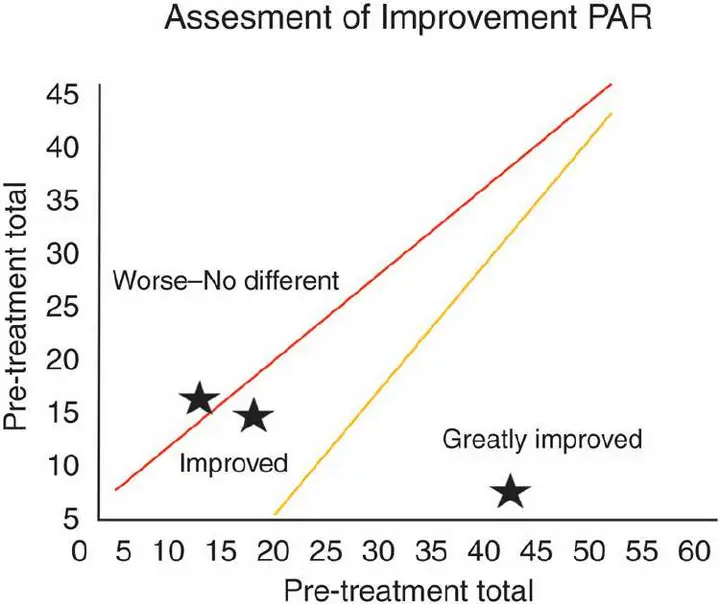 Assesment of Improvement PAR
Pre-treatment total
45
40
35
30
25
20
15
10
5
Worse–No different
Improved
Greatly improved
0 5 10 15 20 25 30 35 40 45 50 55 60
Pre-treatment total